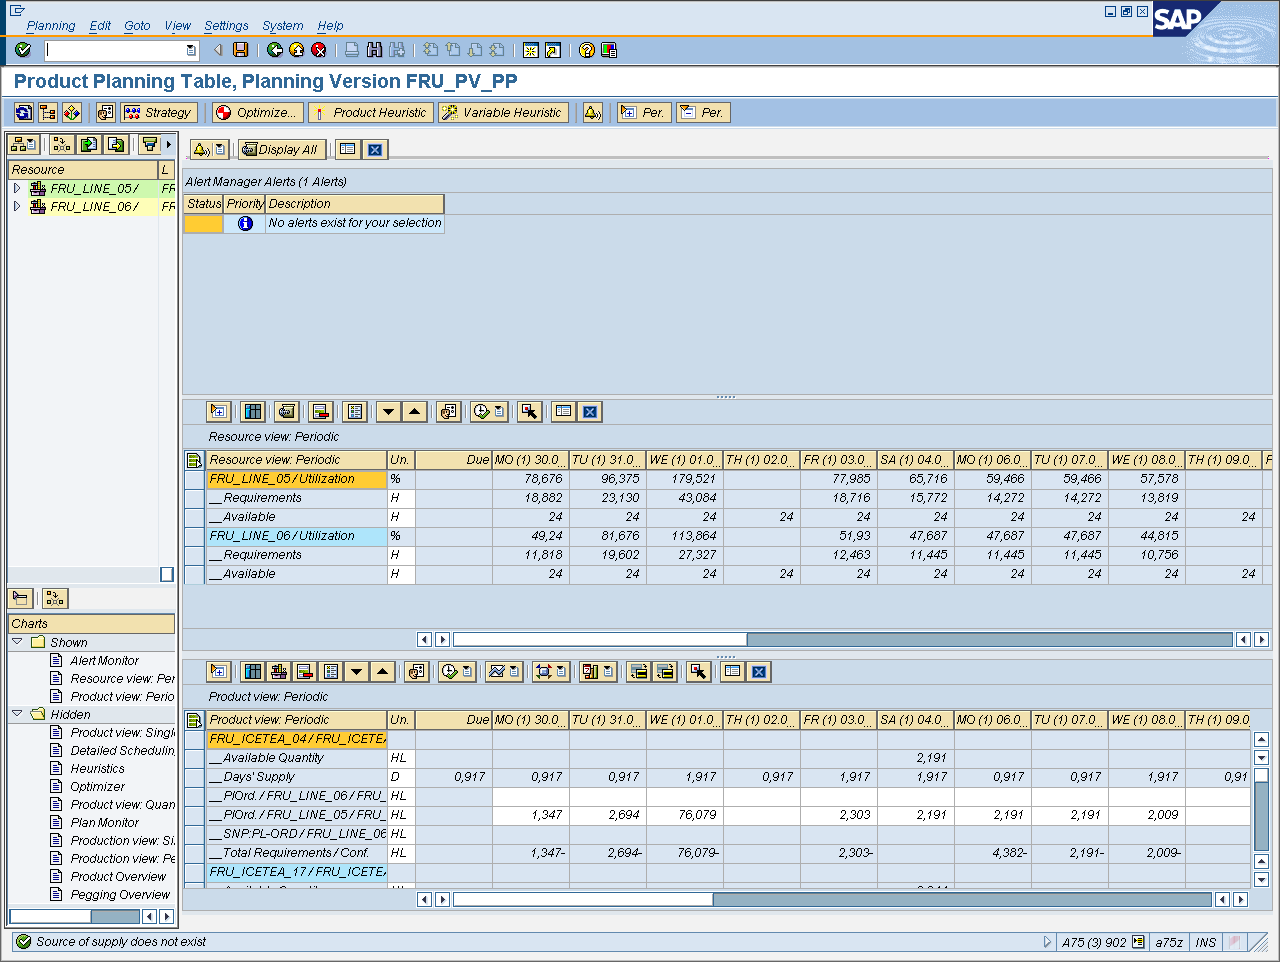 Planning Edit Goto View Settings System Help
SAP
Product Planning Table, Planning Version FRU_PV_PP
Strategy Optimize... Product Heuristic Variable Heuristic Per. Per.
Display All
Resource L
FRU_LINE_05 / FR
FRU_LINE_06 / FR
Alert Manager Alerts (1 Alerts)
Status Priority Description
No alerts exist for your selection
Resource view: Periodic
Resource view: Periodic Un. Due MO (1) 30.0... TU (1) 31.0... WE (1) 01.0... TH (1) 02.0... FR (1) 03.0... SA (1) 04.0... MO (1) 06.0... TU (1) 07.0... WE (1) 08.0... TH (1) 09.0... F
FRU_LINE_05 / Utilization % 78,676 96,375 179,521 77,985 65,716 59,466 59,466 57,578
__Requirements H 18,882 23,130 43,084 18,716 15,772 14,272 14,272 13,819
__Available H 24 24 24 24 24 24 24 24 24 24
FRU_LINE_06 / Utilization % 49,24 81,676 113,864 51,93 47,687 47,687 47,687 44,815
__Requirements H 11,818 19,602 27,327 12,463 11,445 11,445 11,445 10,756
__Available H 24 24 24 24 24 24 24 24 24 24
Charts
Shown
Alert Monitor
Resource view: Per
Product view: Perio
Hidden
Product view: Singl
Detailed Schedulin
Heuristics
Optimizer
Product view: Quan
Plan Monitor
Production view: Si
Production view: Pe
Product Overview
Pegging Overview
Product view: Periodic
Product view: Periodic Un. Due MO (1) 30.0... TU (1) 31.0... WE (1) 01.0... TH (1) 02.0... FR (1) 03.0... SA (1) 04.0... MO (1) 06.0... TU (1) 07.0... WE (1) 08.0... TH (1) 09.0
FRU_ICETEA_04 / FRU_ICETEA
__Available Quantity HL 2,191
__Days' Supply D 0,917 0,917 0,917 1,917 0,917 1,917 1,917 0,917 0,917 1,917 0,91
__PlOrd. / FRU_LINE_06 / FRU_ HL
__PlOrd. / FRU_LINE_05 / FRU_ HL 1,347 2,694 76,079 2,303 2,191 2,191 2,191 2,009
__SNP:PL-ORD / FRU_LINE_06 HL
__Total Requirements / Conf. HL 1,347- 2,694- 76,079- 2,303- 4,382- 2,191- 2,009-
FRU_ICETEA_17 / FRU_ICETEA
Source of supply does not exist
A75 (3) 902 a75z INS